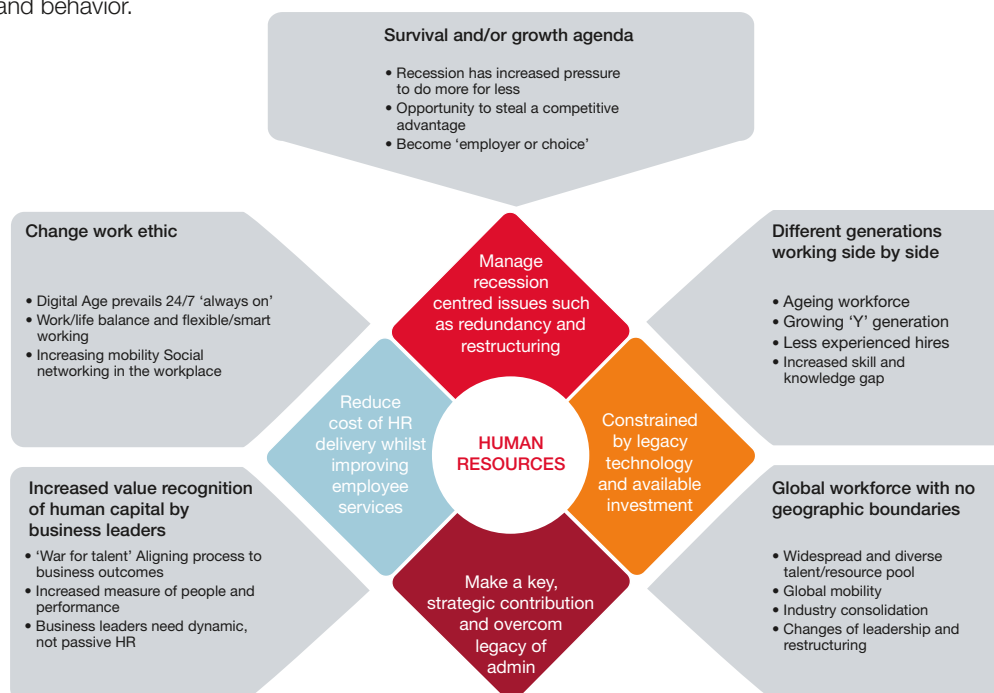 and behavior.
Survival and/or growth agenda
• Recession has increased pressure
to do more for less
• Opportunity to steal a competitive
advantage
• Become ‘employer or choice’
Change work ethic
• Digital Age prevails 24/7 ‘always on’
• Work/life balance and flexible/smart
working
• Increasing mobility Social
networking in the workplace
Manage
recession
centred issues such
as redundancy and
restructuring
Different generations
working side by side
• Ageing workforce
• Growing ‘Y’ generation
• Less experienced hires
• Increased skill and
knowledge gap
Reduce
cost of HR
delivery whilst
improving
employee
services
HUMAN
RESOURCES
Constrained
by legacy
technology
and available
investment
Increased value recognition
of human capital by
business leaders
• ‘War for talent’ Aligning process to
business outcomes
• Increased measure of people and
performance
• Business leaders need dynamic,
not passive HR
Make a key,
strategic contribution
and overcom
legacy of
admin
Global workforce with no
geographic boundaries
• Widespread and diverse
talent/resource pool
• Global mobility
• Industry consolidation
• Changes of leadership and
restructuring